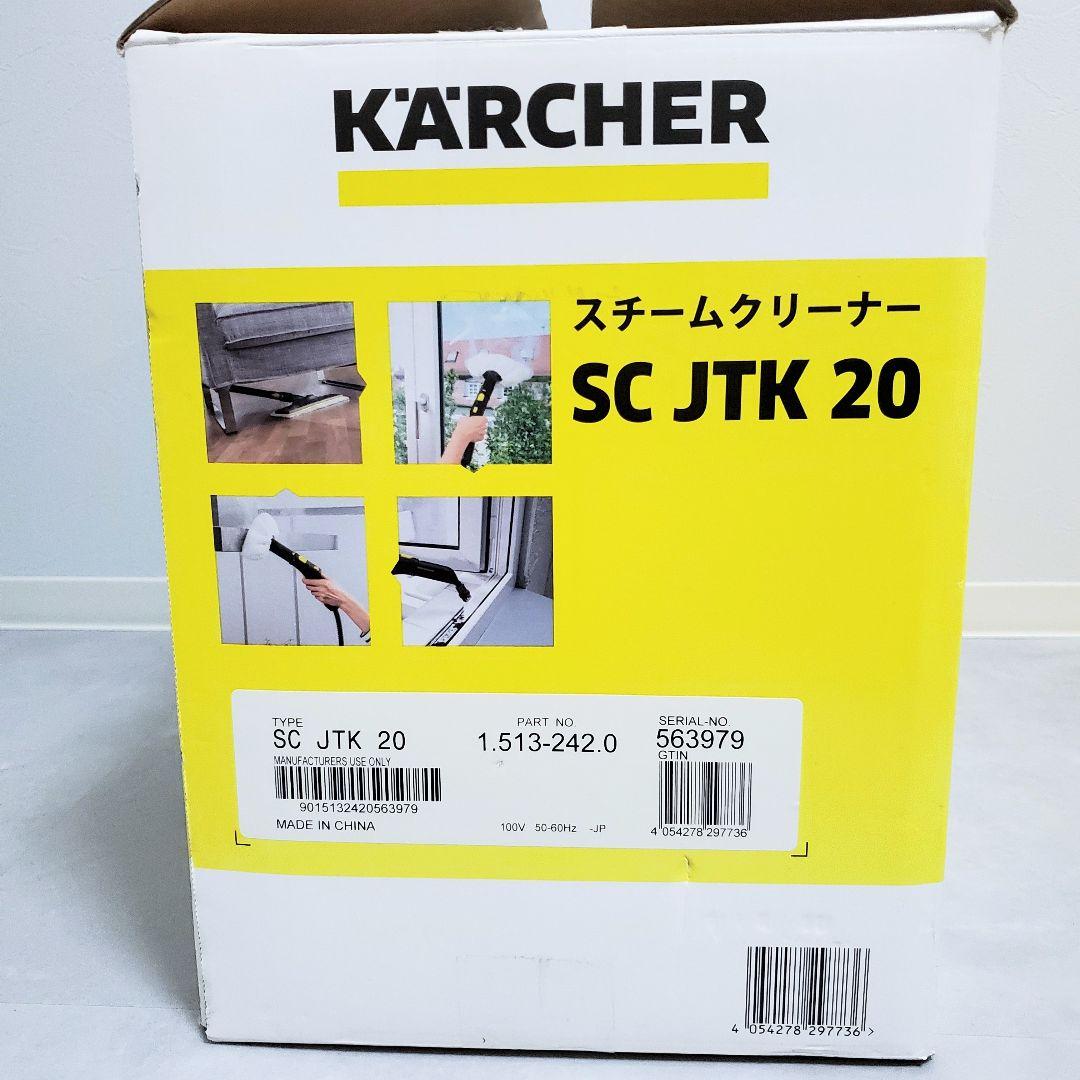 KÄRCHER
スチームクリーナー
SC JTK 20
TYPE
SC JTK 20
MANUFACTURERS USE ONLY
9015132420563979
MADE IN CHINA
PART NO.
1.513-242.0
100V 50-60Hz -JP
SERIAL-NO.
563979
GTIN
4 054278 297736
4 054278 297736 >